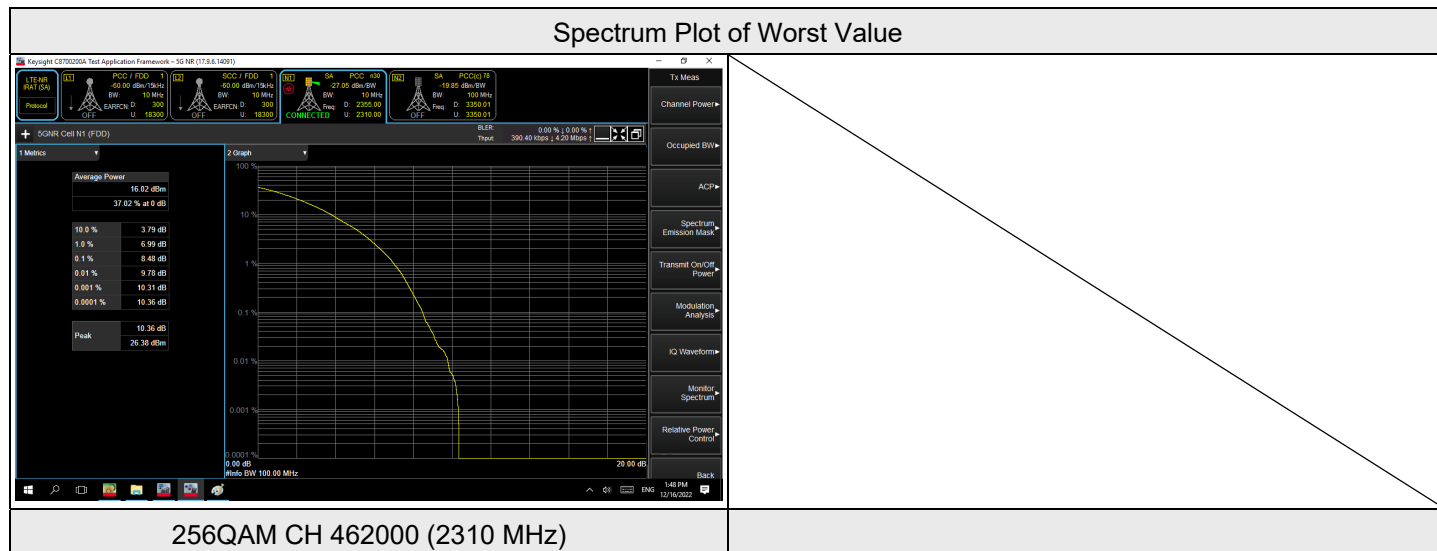 Spectrum Plot of Worst Value
Keysight C8700200A Test Application Framework – 5G NR (17.9.6.14091)
LTE-NR
IRAT (SA)
Protocol
L1 PCC / FDD 1
-60.00 dBm/15kHz
BW: 10 MHz
EARFCN: D: 300
OFF U: 18300
L2 SCC / FDD 1
-60.00 dBm/15kHz
BW: 10 MHz
EARFCN: D: 300
OFF U: 18300
N1 SA PCC n30
-27.05 dBm/BW
BW: 10 MHz
Freq: D: 2355.00
CONNECTED U: 2310.00
N2 SA PCC(c) 78
-19.85 dBm/BW
BW: 100 MHz
Freq: D: 3350.01
OFF U: 3350.01
+ 5GNR Cell N1 (FDD)
BLER: 0.00 % ↓ 0.00 % ↑
Thput: 390.40 kbps ↓ 4.20 Mbps ↑
1 Metrics
Average Power
16.02 dBm
37.02 % at 0 dB
10.0 % 3.79 dB
1.0 % 6.99 dB
0.1 % 8.48 dB
0.01 % 9.78 dB
0.001 % 10.31 dB
0.0001 % 10.36 dB
Peak
10.36 dB
26.38 dBm
2 Graph
100 %
10 %
1 %
0.1 %
0.01 %
0.001 %
0.0001 %
0.00 dB 20.00 dB
#Info BW 100.00 MHz
Tx Meas
Channel Power
Occupied BW
ACP
Spectrum
Emission Mask
Transmit On/Off
Power
Modulation
Analysis
IQ Waveform
Monitor
Spectrum
Relative Power
Control
Back
ENG
1:48 PM
12/16/2022
256QAM CH 462000 (2310 MHz)